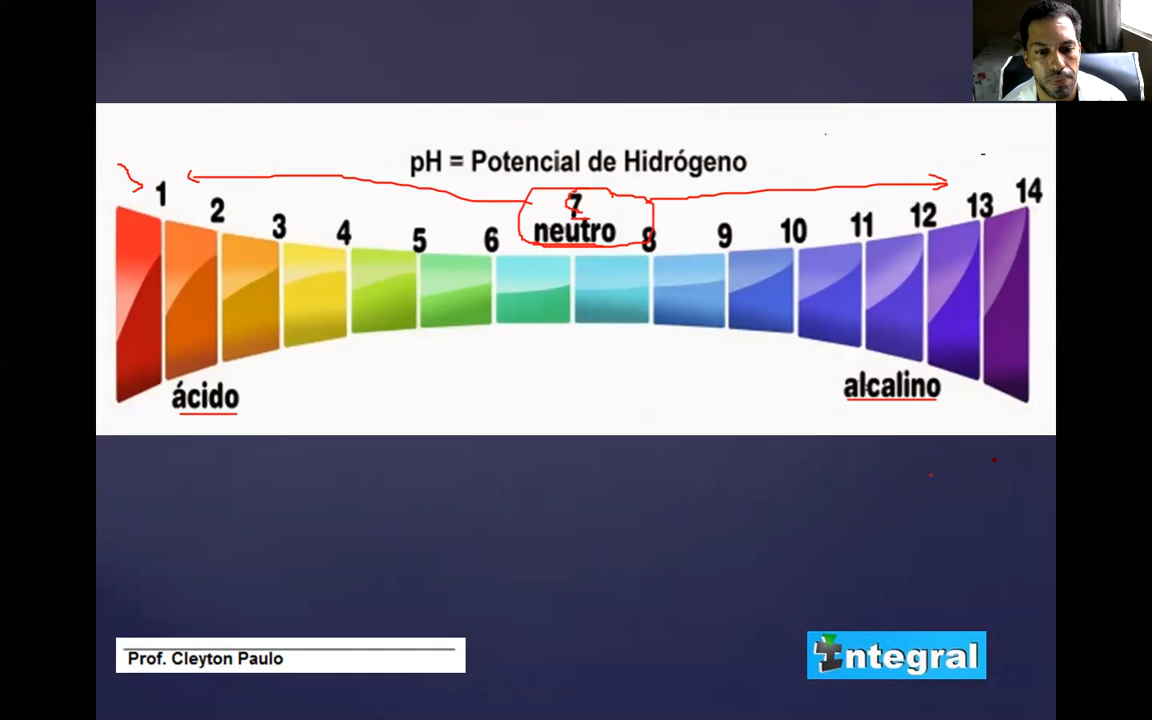 pH = Potencial de Hidrógeno
1 2 3 4 5 6 7 8 9 10 11 12 13 14
neutro
ácido alcalino
Prof. Cleyton Paulo
Integral